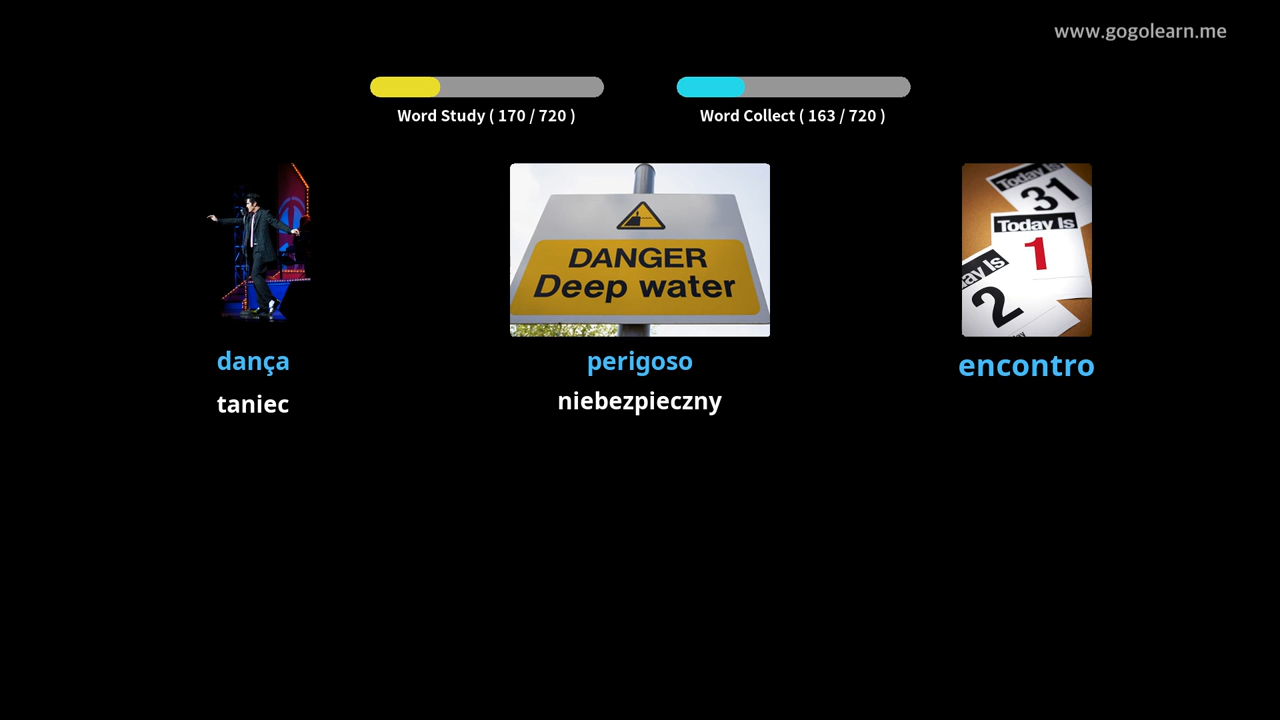 www.gogolearn.me
Word Study ( 170 / 720 )
Word Collect ( 163 / 720 )
DANGER
Deep water
Today Is
31
Today Is
1
ay Is
2
dança
perigoso
encontro
taniec
niebezpieczny